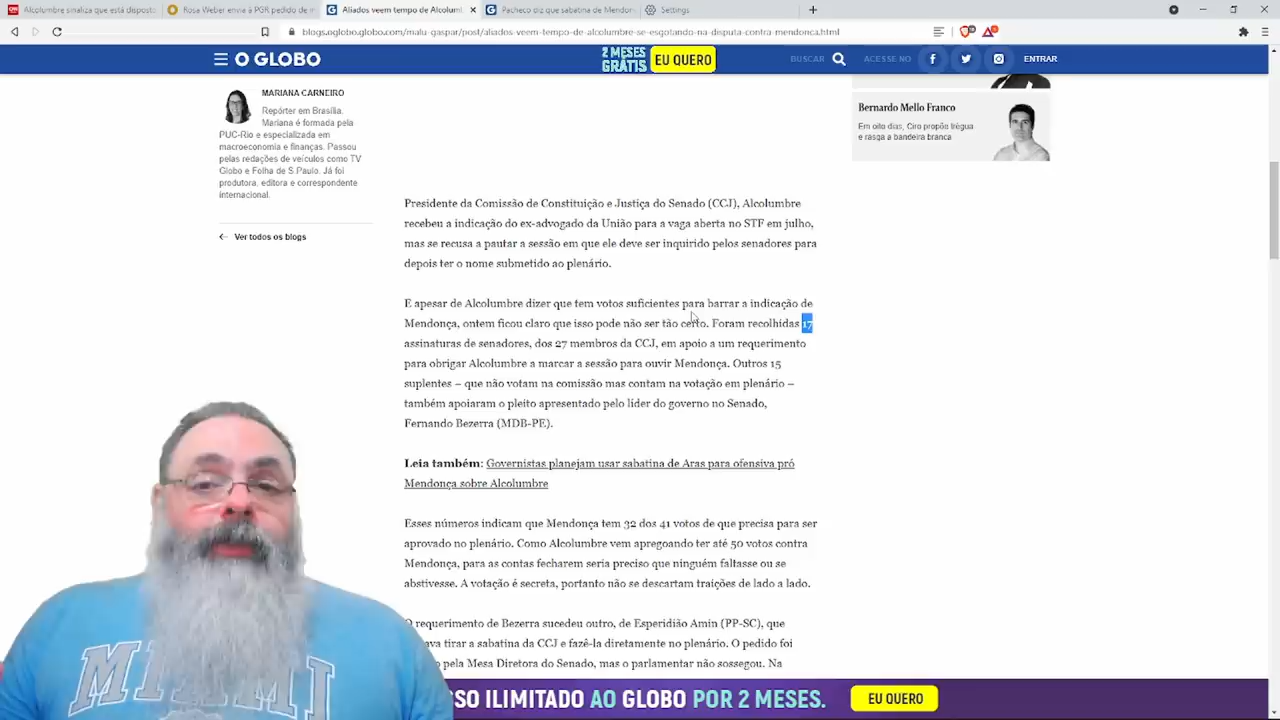 Alcolumbre sinaliza que está disposto
Rosa Weber envia à PGR pedido de in
Aliados veem tempo de Alcolumb
Pacheco diz que sabatina de Mendon
Settings
blogs.oglobo.globo.com/malu-gaspar/post/aliados-veem-tempo-de-alcolumbre-se-esgotando-na-disputa-contra-mendonca.html
O GLOBO
2 MESES
GRÁTIS
EU QUERO
BUSCAR
ACESSE NO
ENTRAR
MARIANA CARNEIRO
Repórter em Brasília.
Mariana é formada pela
PUC-Rio e especializada em
macroeconomia e finanças. Passou
pelas redações de veículos como TV
Globo e Folha de S.Paulo. Já foi
produtora, editora e correspondente
internacional.
Ver todos os blogs
Bernardo Mello Franco
Em oito dias, Ciro propõe trégua
e rasga a bandeira branca
Presidente da Comissão de Constituição e Justiça do Senado (CCJ), Alcolumbre
recebeu a indicação do ex-advogado da União para a vaga aberta no STF em julho,
mas se recusa a pautar a sessão em que ele deve ser inquirido pelos senadores para
depois ter o nome submetido ao plenário.
E apesar de Alcolumbre dizer que tem votos suficientes para barrar a indicação de
Mendonça, ontem ficou claro que isso pode não ser tão certo. Foram recolhidas 17
assinaturas de senadores, dos 27 membros da CCJ, em apoio a um requerimento
para obrigar Alcolumbre a marcar a sessão para ouvir Mendonça. Outros 15
suplentes – que não votam na comissão mas contam na votação em plenário –
também apoiaram o pleito apresentado pelo líder do governo no Senado,
Fernando Bezerra (MDB-PE).
Leia também: Governistas planejam usar sabatina de Aras para ofensiva pró
Mendonça sobre Alcolumbre
Esses números indicam que Mendonça tem 32 dos 41 votos de que precisa para ser
aprovado no plenário. Como Alcolumbre vem apregoando ter até 50 votos contra
Mendonça, para as contas fecharem seria preciso que ninguém faltasse ou se
abstivesse. A votação é secreta, portanto não se descartam traições de lado a lado.
O requerimento de Bezerra sucedeu outro, de Esperidião Amin (PP-SC), que
ava tirar a sabatina da CCJ e fazê-la diretamente no plenário. O pedido foi
pela Mesa Diretora do Senado, mas o parlamentar não sossegou. Na
SSO ILIMITADO AO GLOBO POR 2 MESES.
EU QUERO